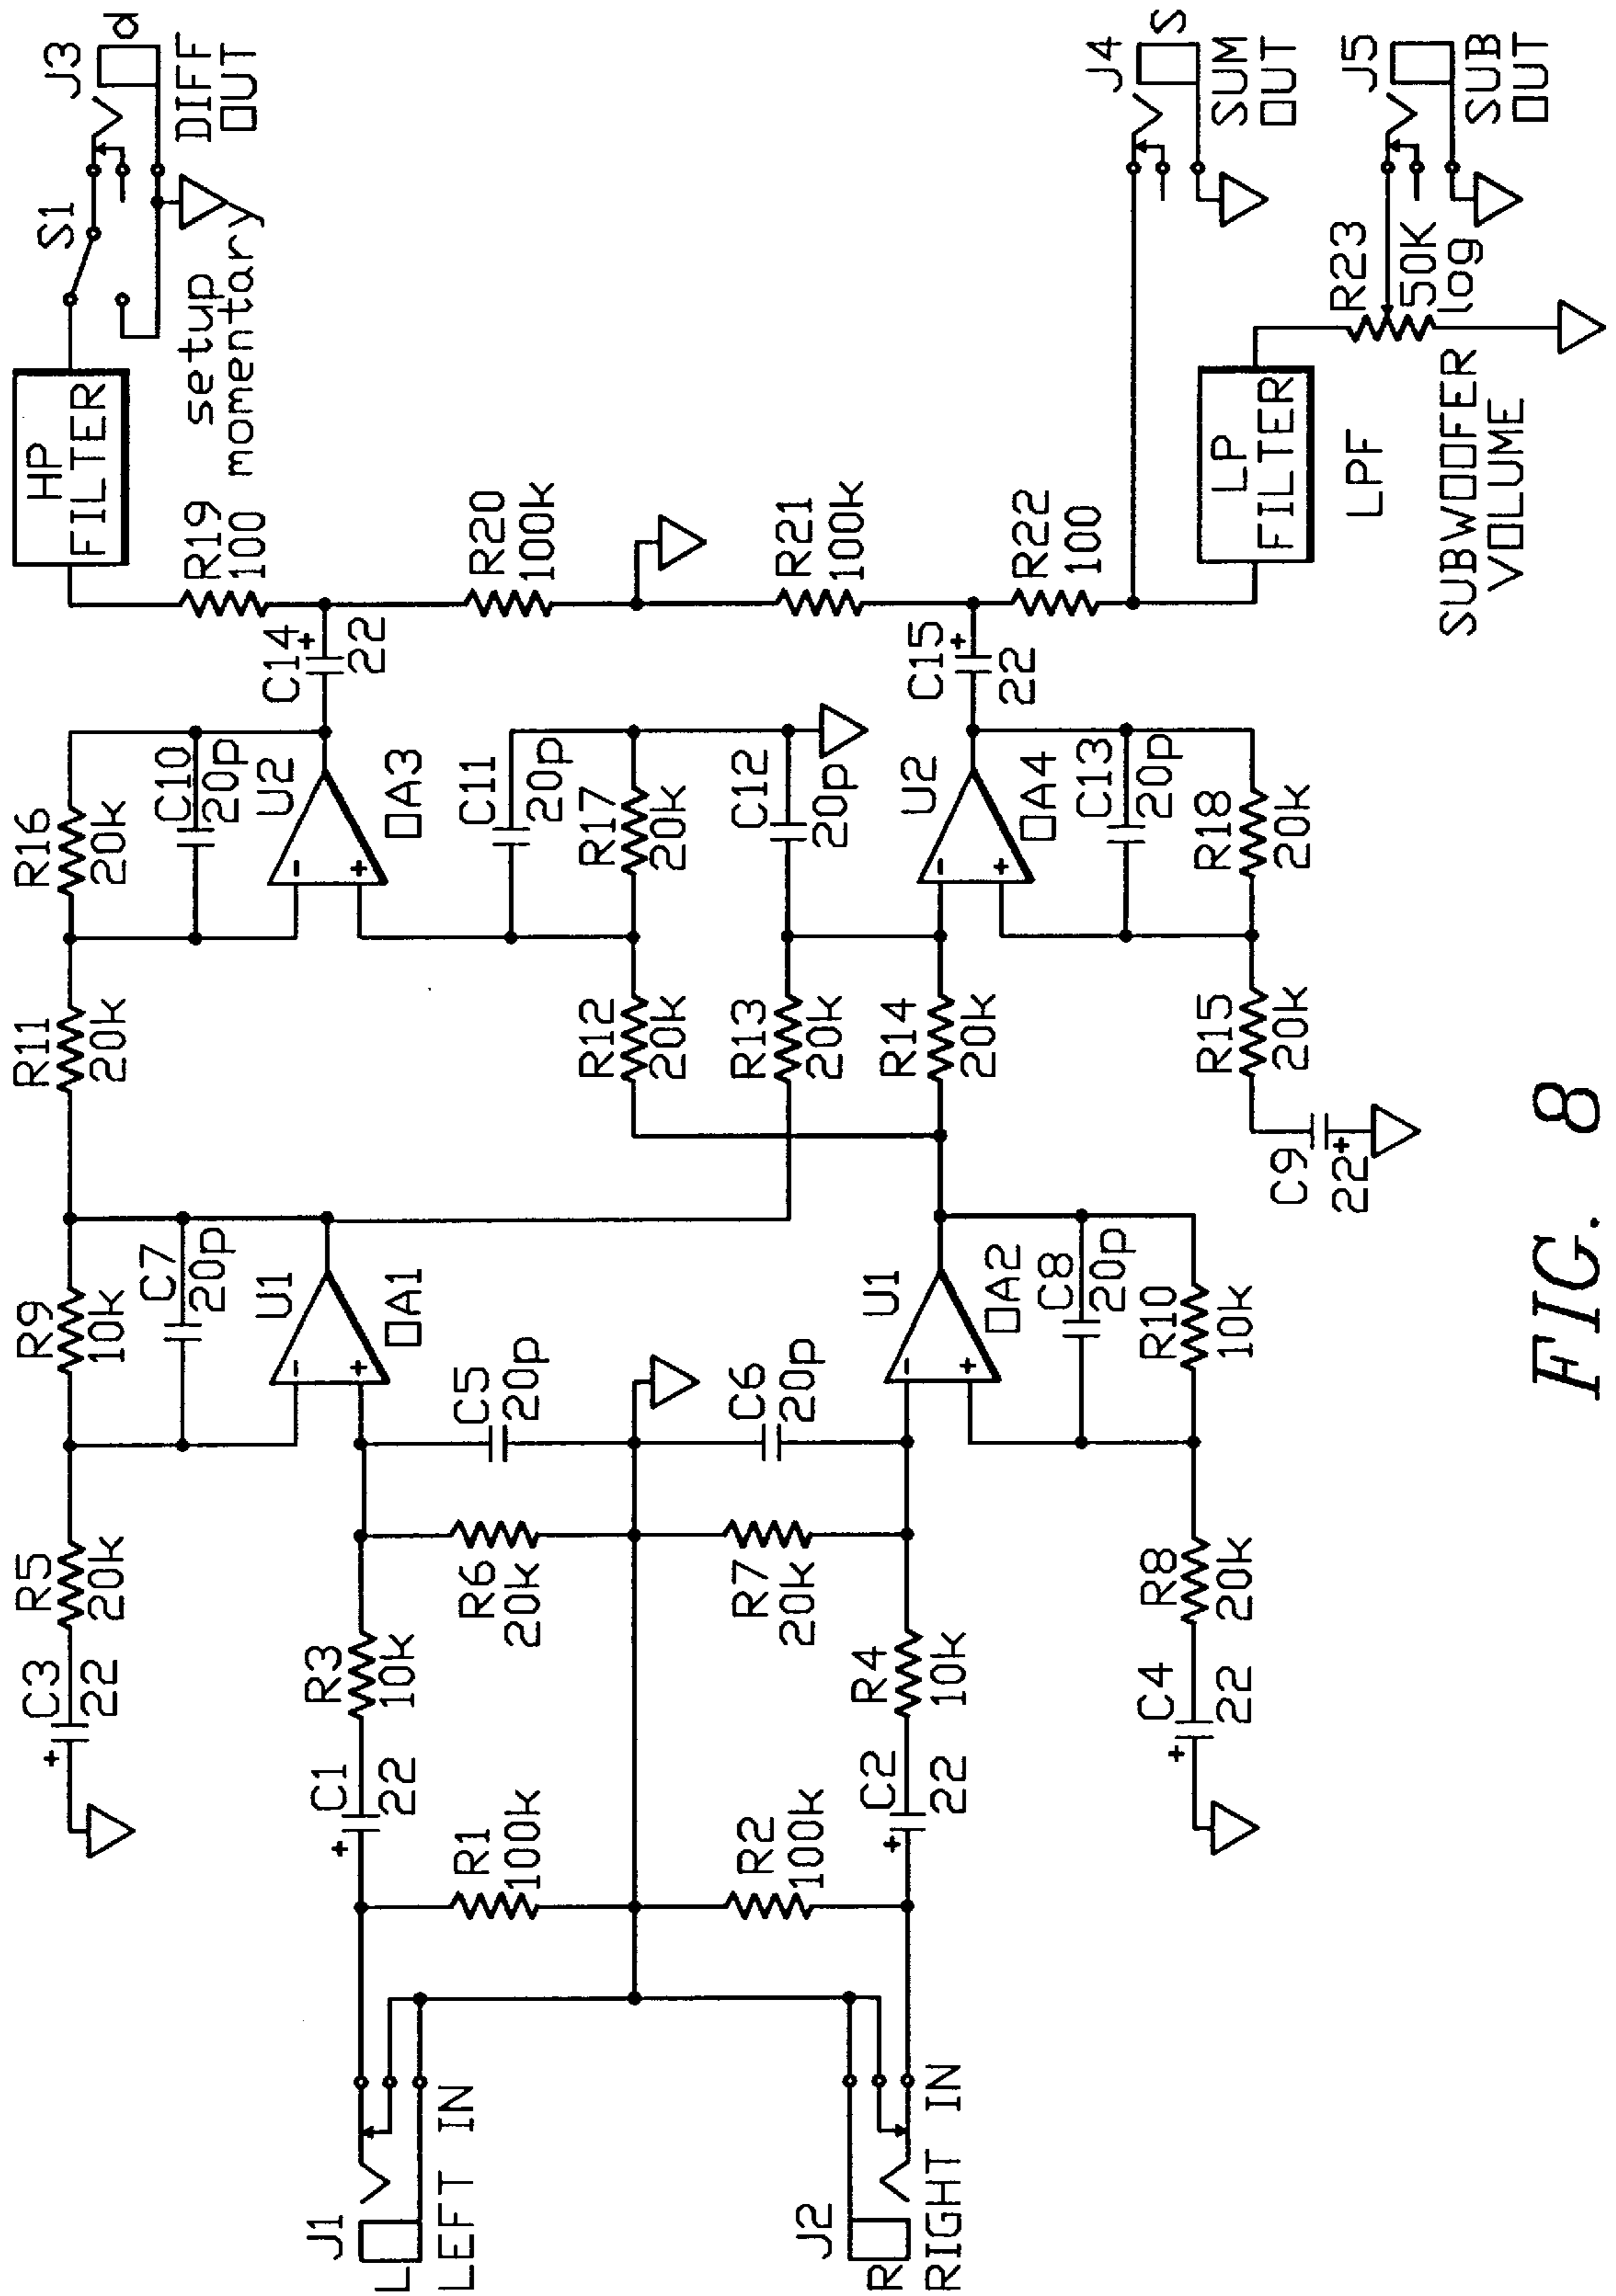 J1
L
LEFT IN
J2
R
RIGHT IN
R1
100k
R2
100k
+
C1
22
+
C2
22
+
C3
22
+
C4
22
R3
10k
R4
10k
R5
20k
R6
20k
R7
20k
R8
20k
C5
20p
C6
20p
R9
10k
C7
20p
U1
-
+
OA1
U1
-
+
OA2
C8
20p
R10
10k
C9
22
+
R11
20k
R12
20k
R13
20k
R14
20k
R15
20k
R16
20k
C10
20p
U2
-
+
OA3
C11
20p
R17
20k
C12
20p
U2
-
+
OA4
C13
20p
R18
20k
C14
+
22
C15
+
22
R19
100
R20
100k
R21
100k
R22
100
HP
FILTER
S1
setup
momentary
J3
d
DIFF
OUT
J4
S
SUM
OUT
LP
FILTER
LPF
R23
50K
log
SUBWOOFER
VOLUME
J5
SUB
OUT
FIG. 8